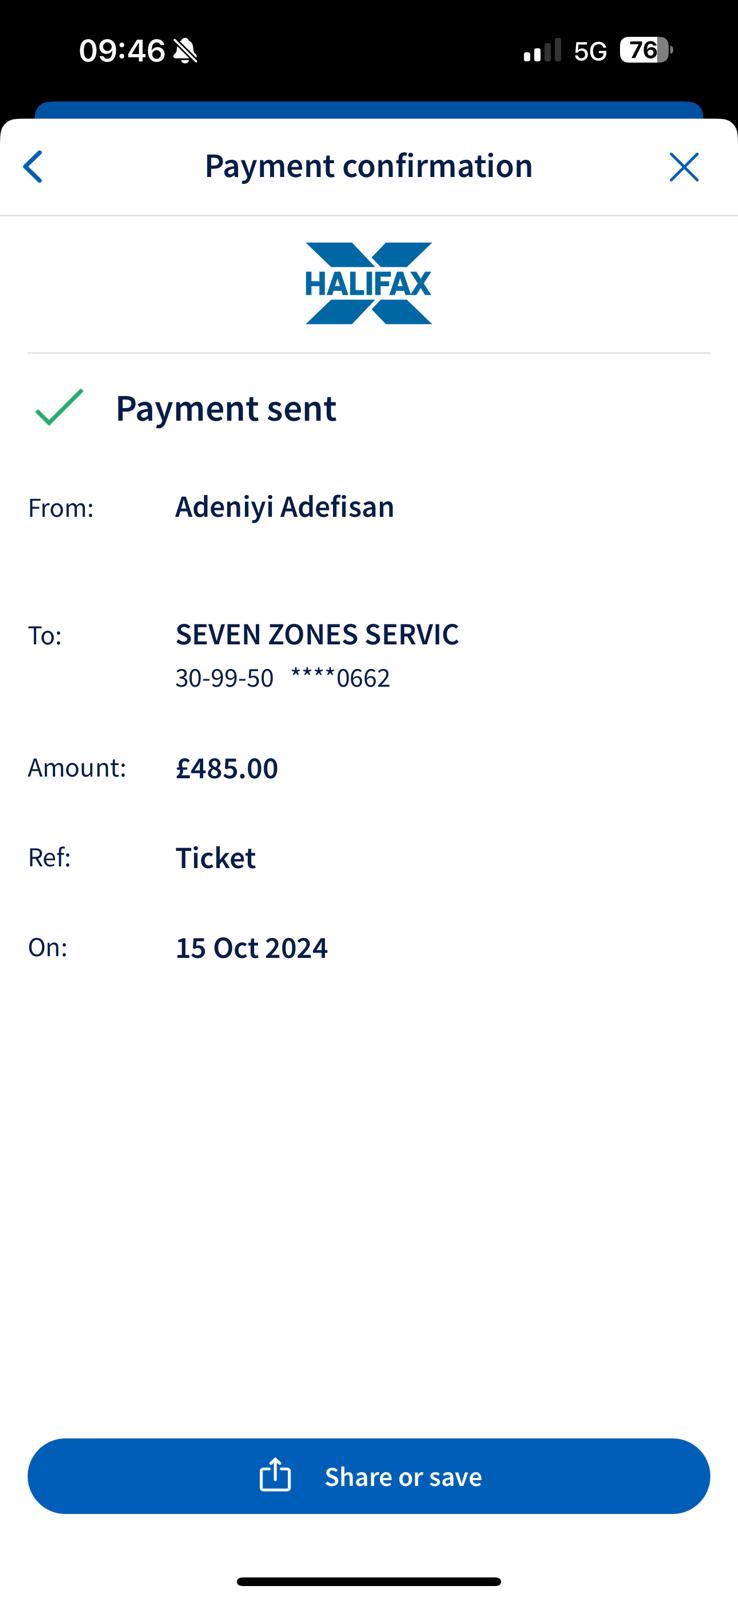 09:46
5G 76
Payment confirmation
HALIFAX
Payment sent
From: Adeniyi Adefisan
To: SEVEN ZONES SERVIC
30-99-50 ****0662
Amount: £485.00
Ref: Ticket
On: 15 Oct 2024
Share or save